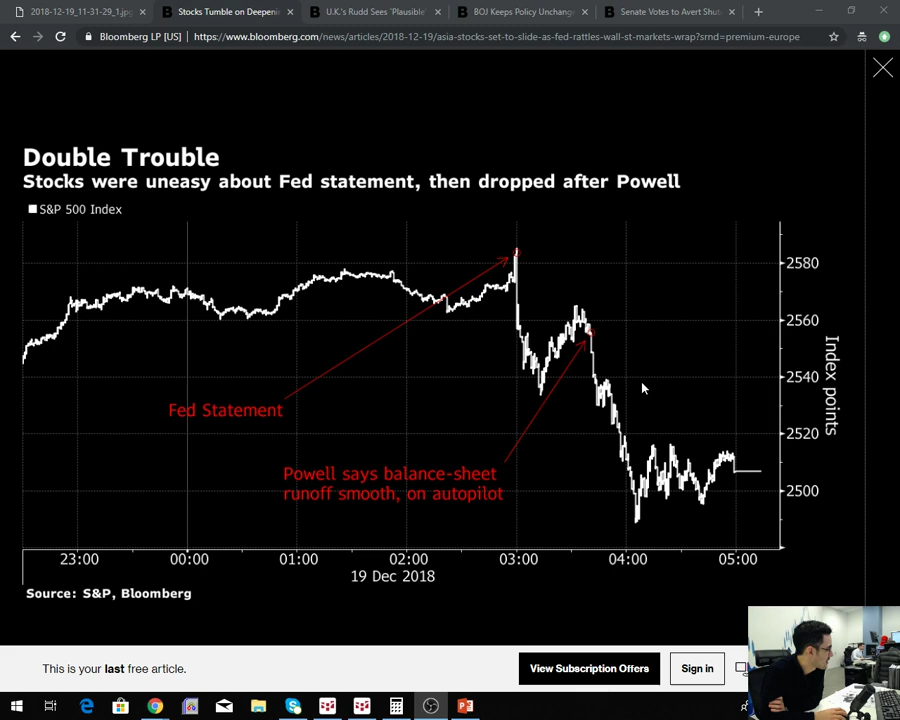 2018-12-19_11-31-29_1.jpg
Stocks Tumble on Deepeni
U.K.'s Rudd Sees 'Plausible'
BOJ Keeps Policy Unchang
Senate Votes to Avert Shut
Bloomberg LP [US] | https://www.bloomberg.com/news/articles/2018-12-19/asia-stocks-set-to-slide-as-fed-rattles-wall-st-markets-wrap?srnd=premium-europe
Double Trouble
Stocks were uneasy about Fed statement, then dropped after Powell
S&P 500 Index
2580
2560
2540
2520
2500
Index points
Fed Statement
Powell says balance-sheet
runoff smooth, on autopilot
23:00 00:00 01:00 02:00 03:00 04:00 05:00
19 Dec 2018
Source: S&P, Bloomberg
This is your last free article.
View Subscription Offers
Sign in